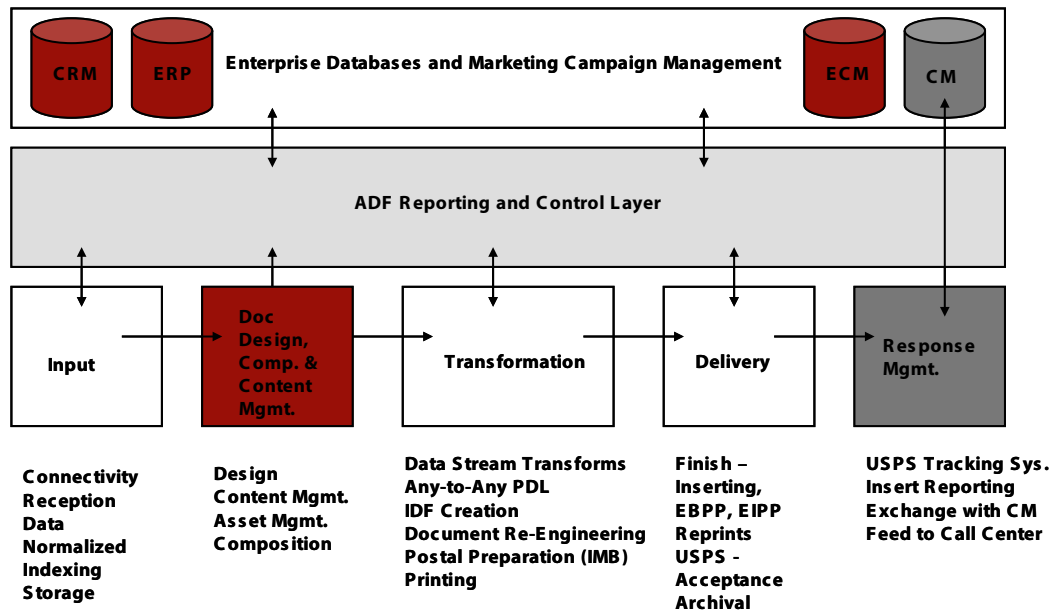 CRM
ERP
Enterprise Databases and Marketing Campaign Management
ECM
CM
ADF Reporting and Control Layer
Input
Doc
Design,
Comp. &
Content
Mgmt.
Transformation
Delivery
Response
Mgmt.
Connectivity
Reception
Data
Normalized
Indexing
Storage
Design
Content Mgmt.
Asset Mgmt.
Composition
Data Stream Transforms
Any-to-Any PDL
IDF Creation
Document Re-Engineering
Postal Preparation (IMB)
Printing
Finish –
Inserting,
EBPP, EIPP
Reprints
USPS -
Acceptance
Archival
USPS Tracking Sys.
Insert Reporting
Exchange with CM
Feed to Call Center